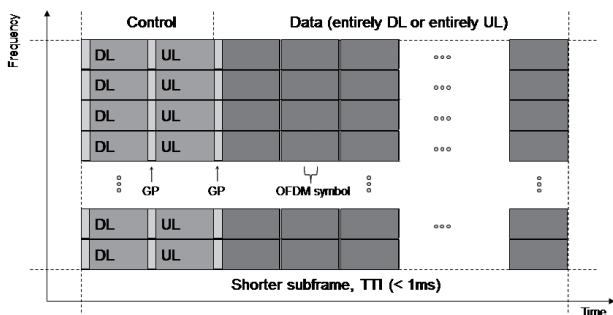 Control
Data (entirely DL or entirely UL)
Frequency
DL UL
DL UL
DL UL
DL UL
GP GP OFDM symbol
DL UL
DL UL
Shorter subframe, TTI (< 1ms)
Time